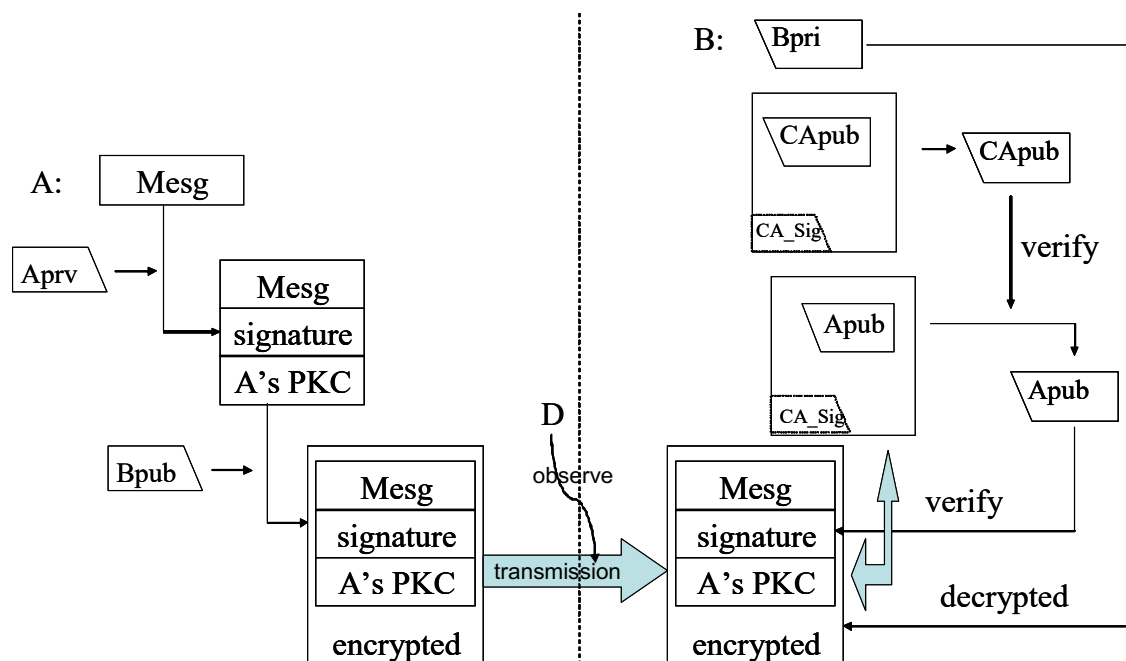 A:
Mesg
Aprv
Mesg
signature
A's PKC
Bpub
Mesg
signature
A's PKC
encrypted
D
observe
transmission
B:
Bpri
CApub
CA_Sig
CApub
verify
Apub
CA_Sig
Apub
verify
Mesg
signature
A's PKC
encrypted
decrypted